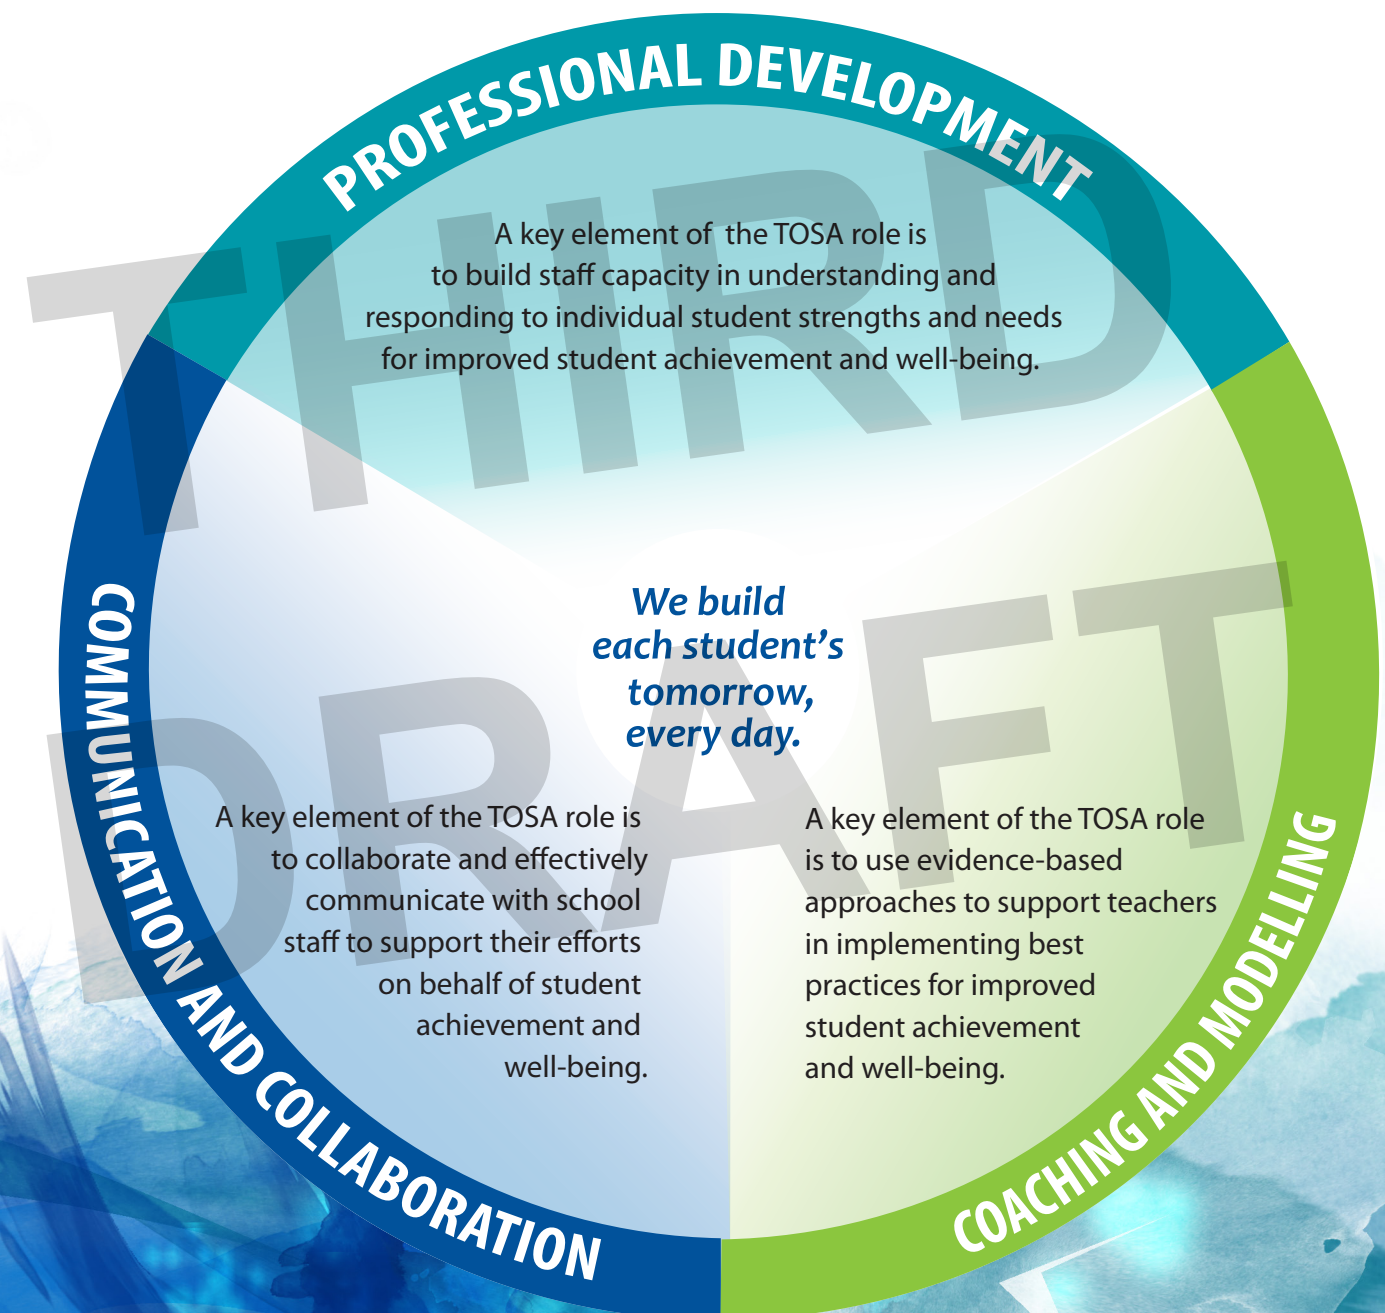 PROFESSIONAL DEVELOPMENT
A key element of the TOSA role is
to build staff capacity in understanding and
responding to individual student strengths and needs
for improved student achievement and well-being.
THIRD
We build
each student’s
tomorrow,
every day.
DRAFT
COMMUNICATION AND COLLABORATION
A key element of the TOSA role is
to collaborate and effectively
communicate with school
staff to support their efforts
on behalf of student
achievement and
well-being.
A key element of the TOSA role
is to use evidence-based
approaches to support teachers
in implementing best
practices for improved
student achievement
and well-being.
COACHING AND MODELLING